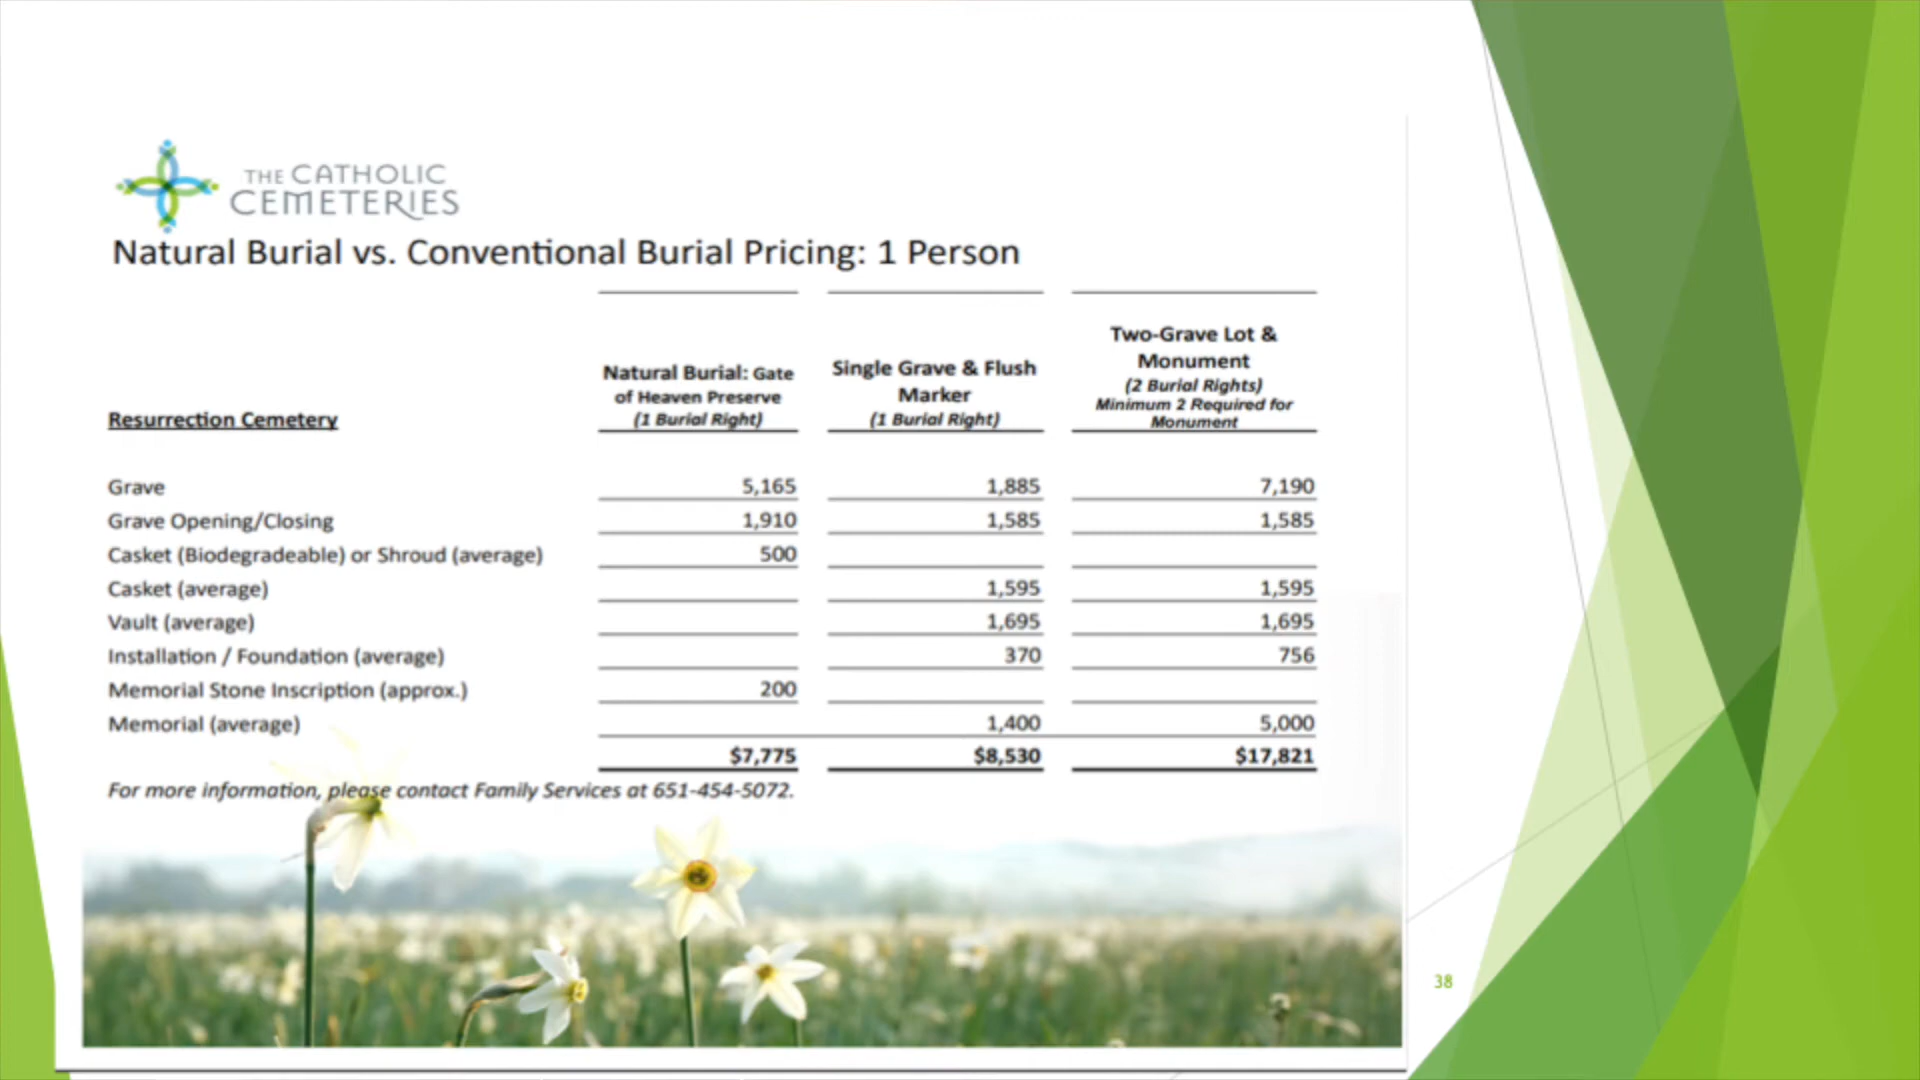 THE CATHOLIC
CEMETERIES
Natural Burial vs. Conventional Burial Pricing: 1 Person
Resurrection Cemetery
Natural Burial: Gate
of Heaven Preserve
(1 Burial Right)
Single Grave & Flush
Marker
(1 Burial Right)
Two-Grave Lot &
Monument
(2 Burial Rights)
Minimum 2 Required for
Monument
Grave 5,165 1,885 7,190
Grave Opening/Closing 1,910 1,585 1,585
Casket (Biodegradeable) or Shroud (average) 500
Casket (average) 1,595 1,595
Vault (average) 1,695 1,695
Installation / Foundation (average) 370 756
Memorial Stone Inscription (approx.) 200
Memorial (average) 1,400 5,000
$7,775 $8,530 $17,821
For more information, please contact Family Services at 651-454-5072.
38